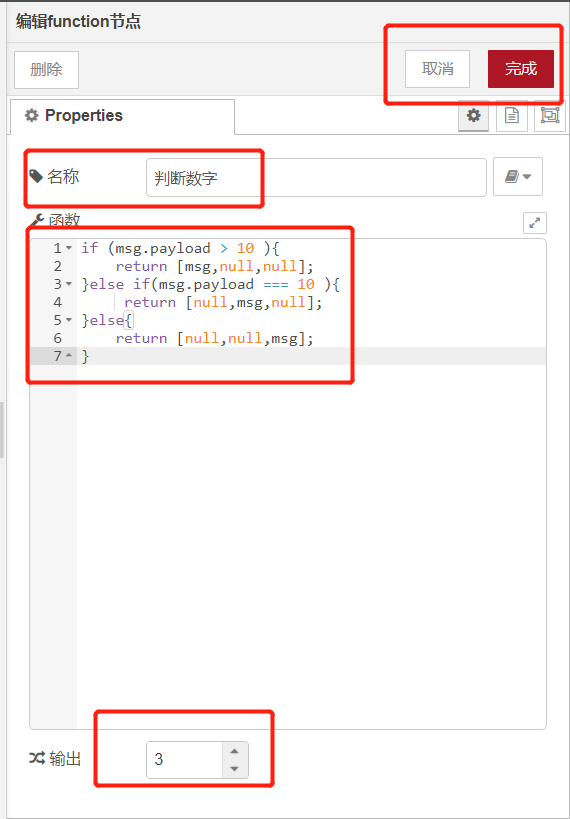 编辑function节点
删除
取消
完成
Properties
名称
判断数字
函数
1 if (msg.payload > 10 ){
2 return [msg,null,null];
3 }else if(msg.payload === 10 ){
4 return [null,msg,null];
5 }else{
6 return [null,null,msg];
7 }
输出
3